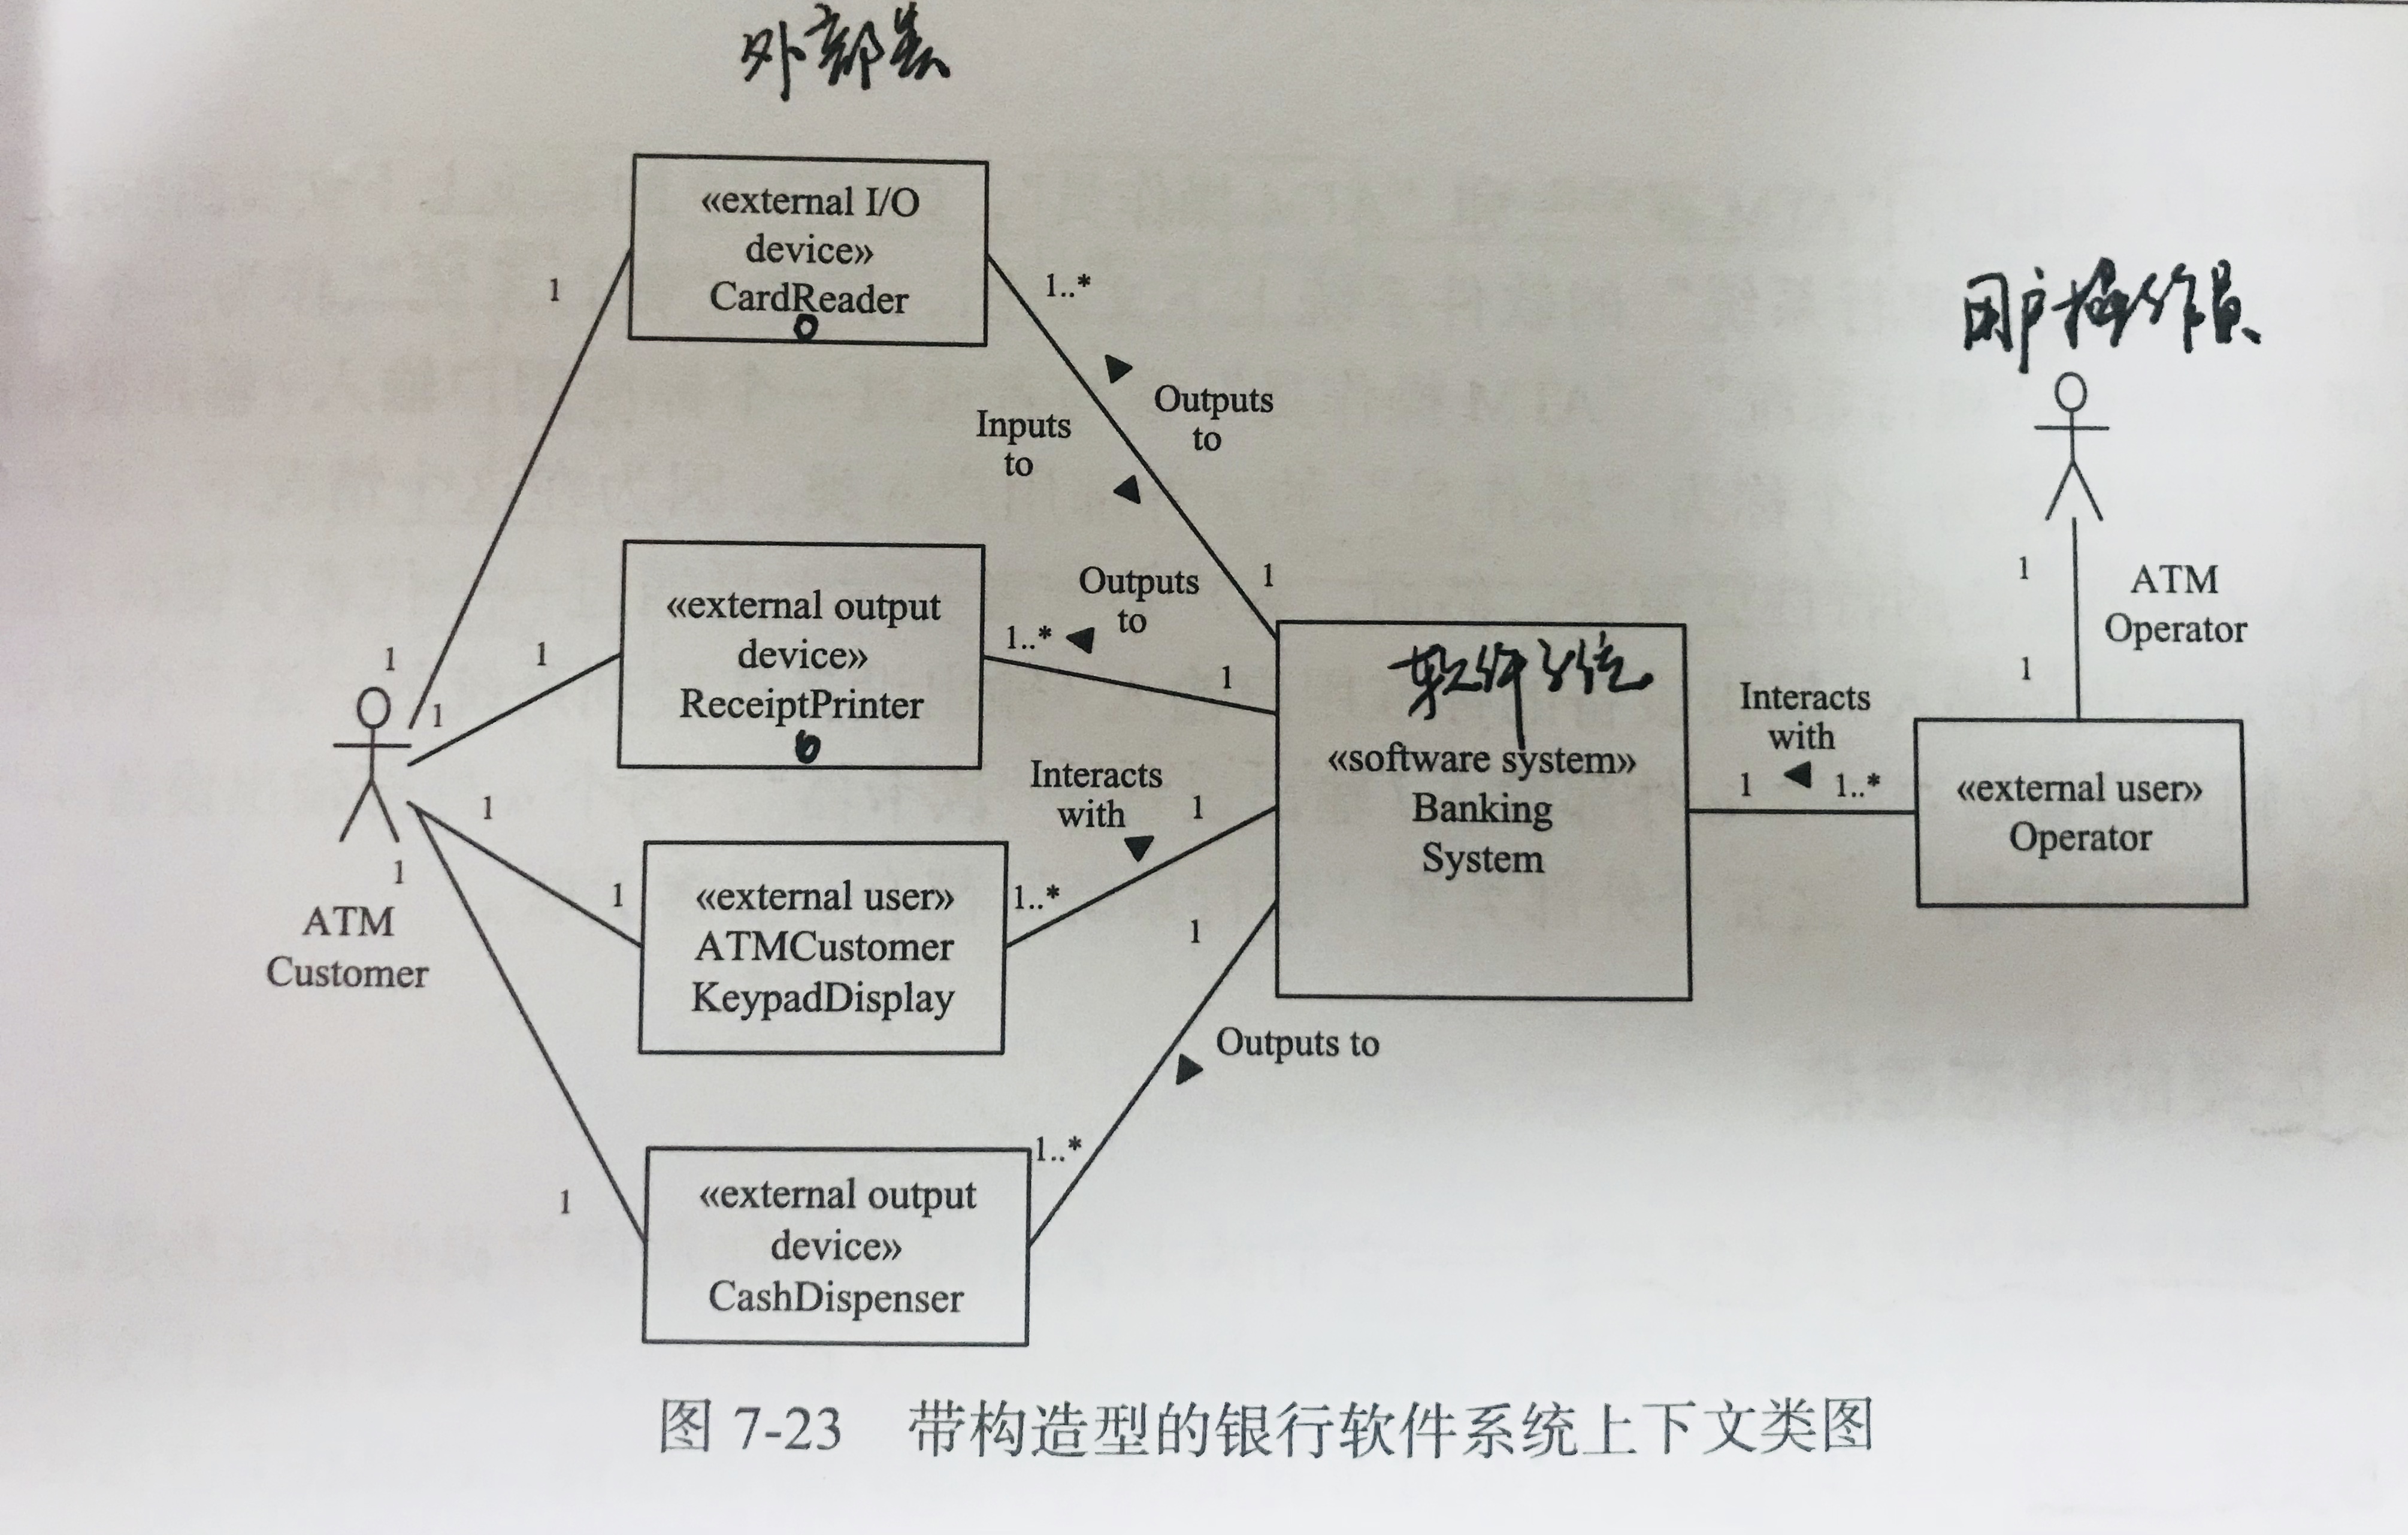 外部类
«external I/O
device»
CardReader
1
1..*
Outputs
to
Inputs
to
1
用户操作员
1
ATM
Operator
1
«external output
device»
ReceiptPrinter
1
1
1
Outputs
to
1..*
1
ATM
Customer
1
1
1
«external user»
ATMCustomer
KeypadDisplay
Interacts
with
1
1..*
软件系统
«software system»
Banking
System
Interacts
with
1
1..*
«external user»
Operator
1
«external output
device»
CashDispenser
1..*
1
Outputs to
图 7-23 带构造型的银行软件系统上下文类图